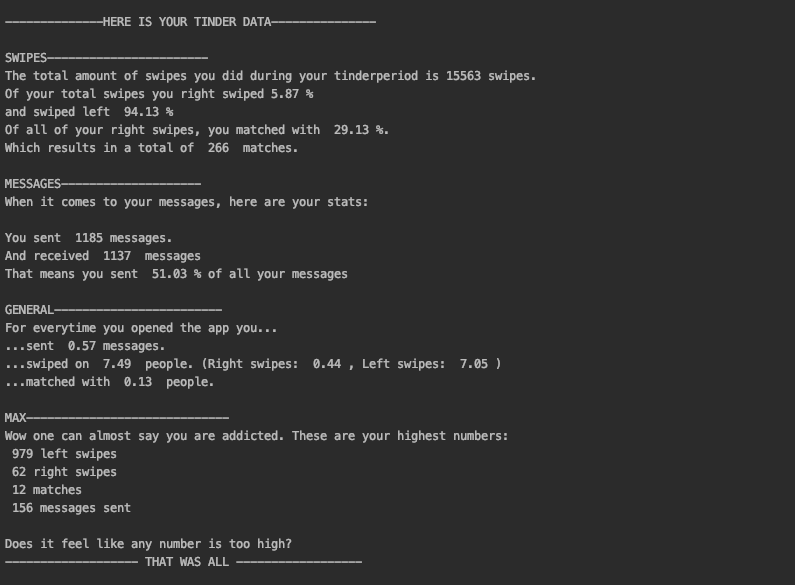 --------------HERE IS YOUR TINDER DATA---------------
SWIPES-----------------------
The total amount of swipes you did during your tinderperiod is 15563 swipes.
Of your total swipes you right swiped 5.87 %
and swiped left  94.13 %
Of all of your right swipes, you matched with  29.13 %.
Which results in a total of  266  matches.
MESSAGES--------------------
When it comes to your messages, here are your stats:
You sent  1185 messages.
And received  1137  messages
That means you sent  51.03 % of all your messages
GENERAL------------------------
For everytime you opened the app you...
...sent  0.57 messages.
...swiped on  7.49  people. (Right swipes:  0.44 , Left swipes:  7.05 )
...matched with  0.13  people.
MAX-----------------------------
Wow one can almost say you are addicted. These are your highest numbers:
979 left swipes
62 right swipes
12 matches
156 messages sent
Does it feel like any number is too high?
------------------- THAT WAS ALL ------------------